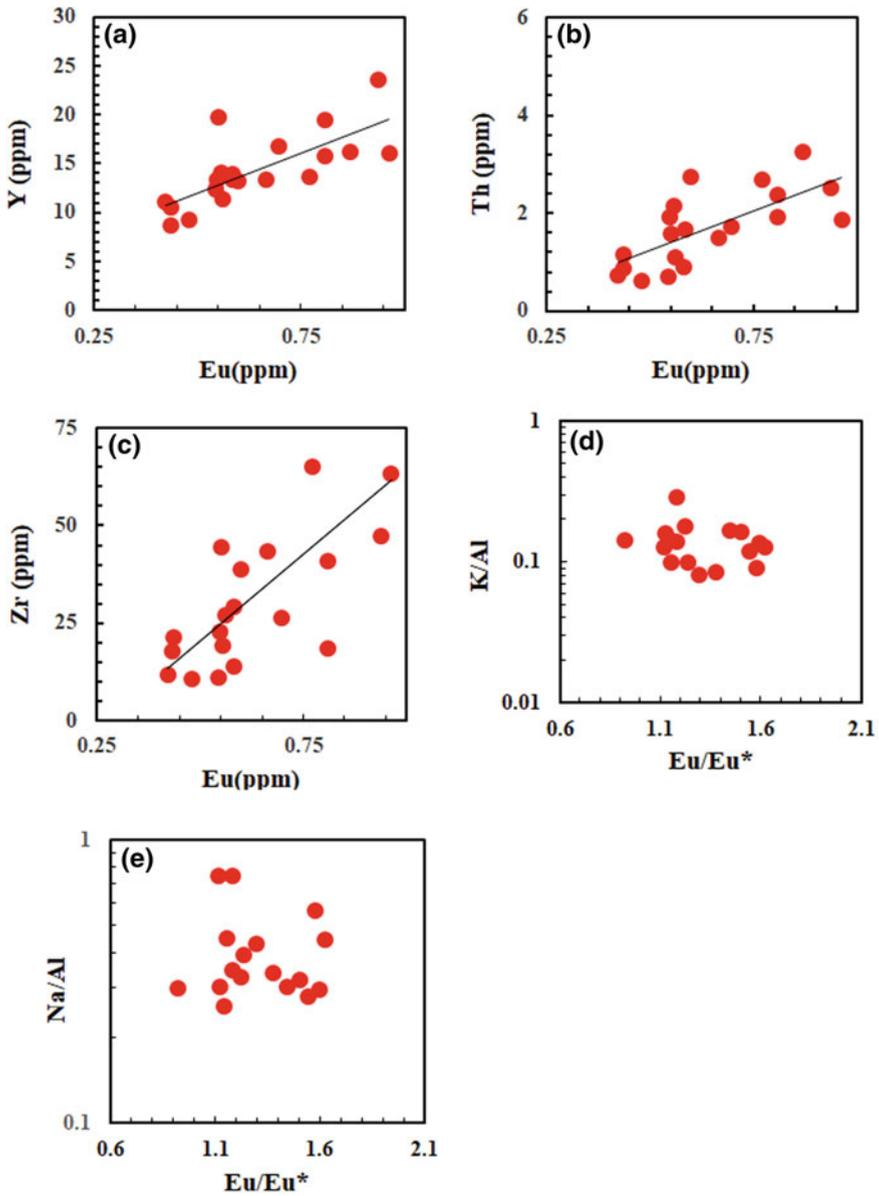 (a)
30
25
20
15
10
5
0
Y (ppm)
0.25 0.75
Eu(ppm)
(b)
6
4
2
0
Th (ppm)
0.25 0.75
Eu(ppm)
(c)
75
50
25
0
Zr (ppm)
0.25 0.75
Eu(ppm)
(d)
1
0.1
0.01
K/Al
0.6 1.1 1.6 2.1
Eu/Eu*
(e)
1
0.1
Na/Al
0.6 1.1 1.6 2.1
Eu/Eu*